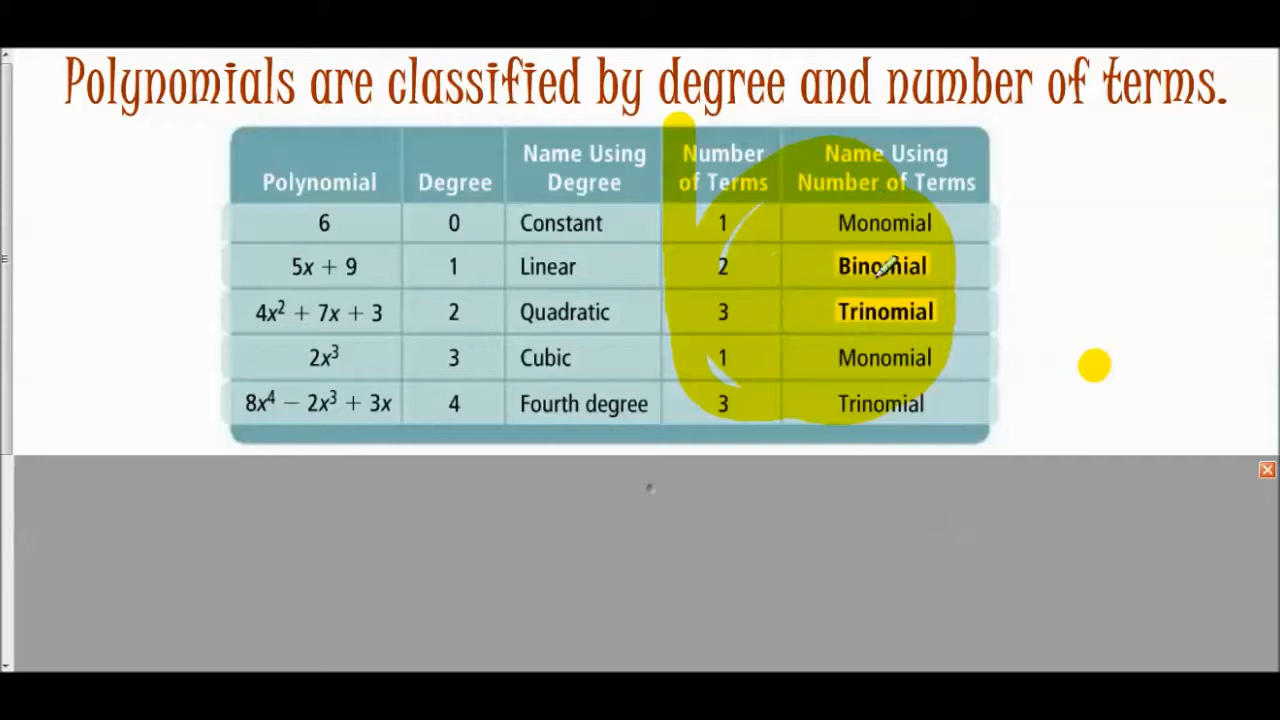 Polynomials are classified by degree and number of terms.
Polynomial Degree Name Using Degree Number of Terms Name Using Number of Terms
6 0 Constant 1 Monomial
5x + 9 1 Linear 2 Binomial
4x² + 7x + 3 2 Quadratic 3 Trinomial
2x³ 3 Cubic 1 Monomial
8x⁴ − 2x³ + 3x 4 Fourth degree 3 Trinomial